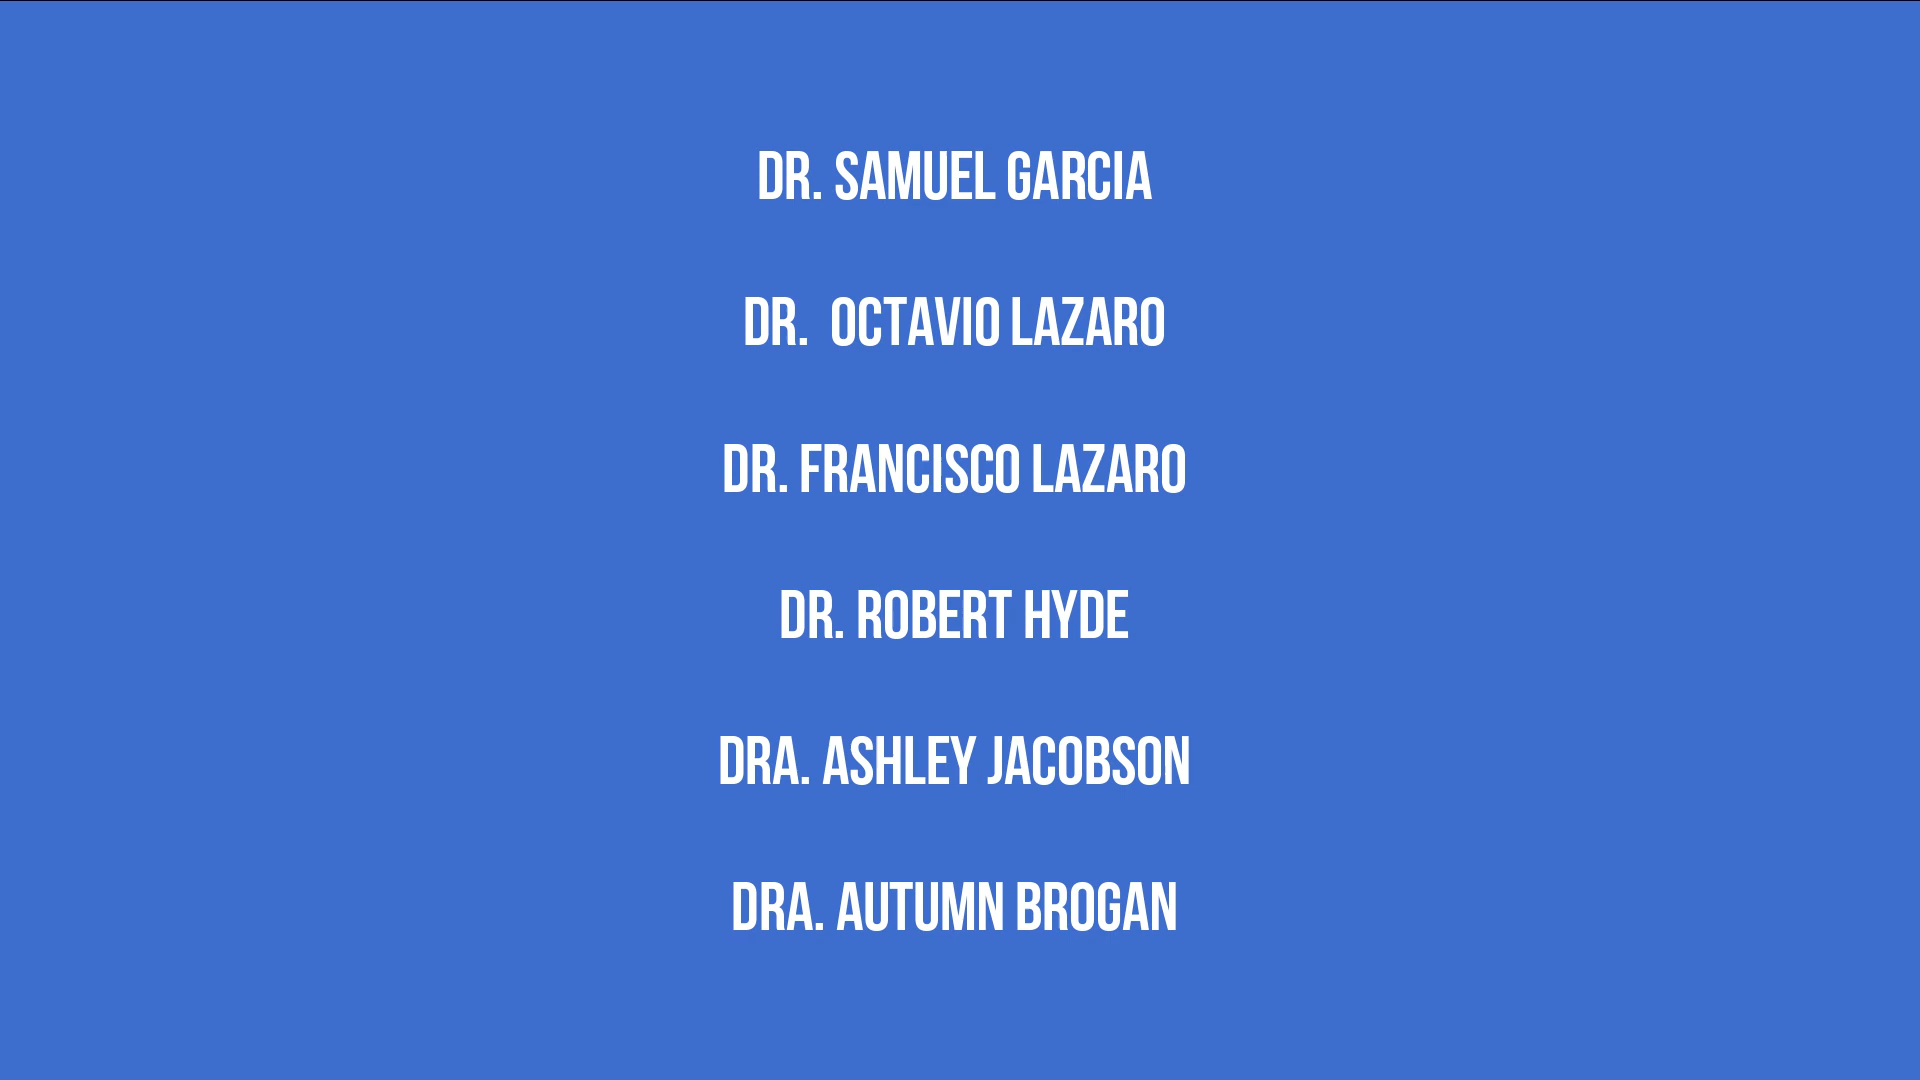 DR. SAMUEL GARCIA
DR.  OCTAVIO LAZARO
DR. FRANCISCO LAZARO
DR. ROBERT HYDE
DRA. ASHLEY JACOBSON
DRA. AUTUMN BROGAN